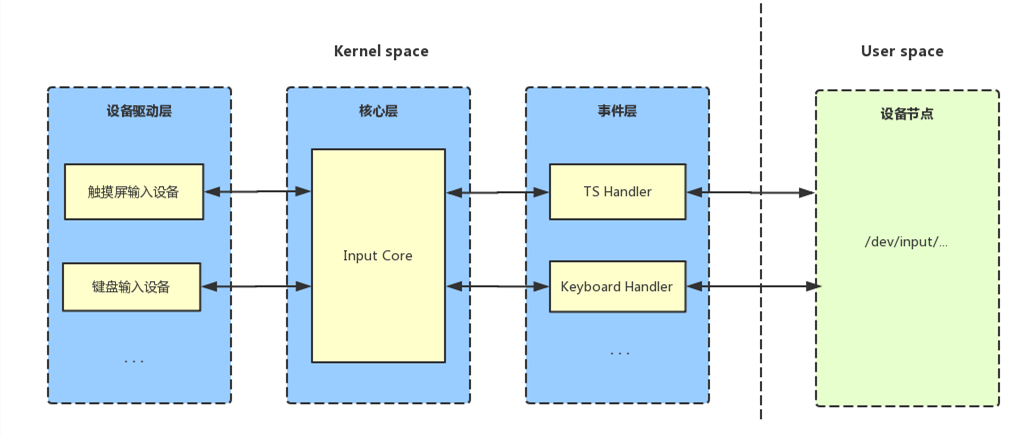 Kernel space
User space
设备驱动层
核心层
事件层
设备节点
触摸屏输入设备
TS Handler
Input Core
/dev/input/...
键盘输入设备
Keyboard Handler
...
...